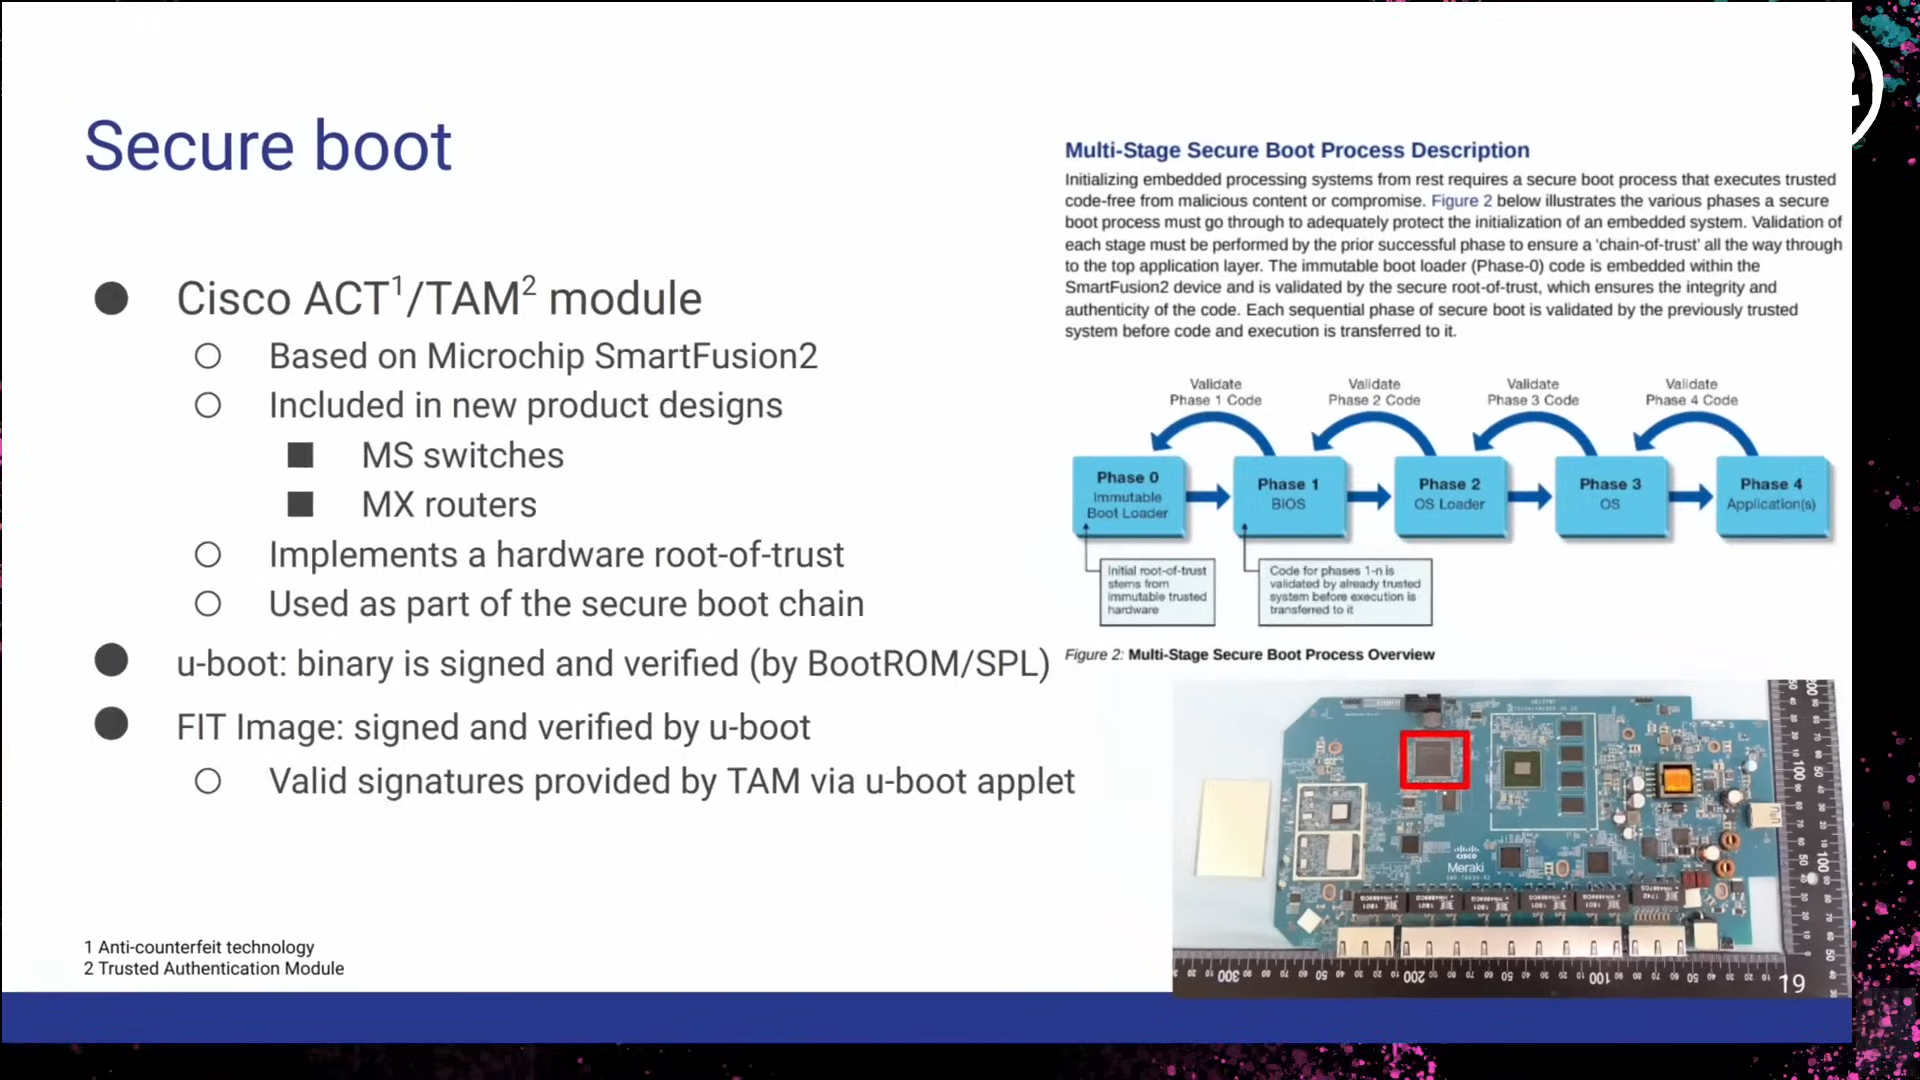 Secure boot
● Cisco ACT¹/TAM² module
○ Based on Microchip SmartFusion2
○ Included in new product designs
■ MS switches
■ MX routers
○ Implements a hardware root-of-trust
○ Used as part of the secure boot chain
● u-boot: binary is signed and verified (by BootROM/SPL)
● FIT Image: signed and verified by u-boot
○ Valid signatures provided by TAM via u-boot applet
1 Anti-counterfeit technology
2 Trusted Authentication Module
Multi-Stage Secure Boot Process Description
Initializing embedded processing systems from rest requires a secure boot process that executes trusted
code-free from malicious content or compromise. Figure 2 below illustrates the various phases a secure
boot process must go through to adequately protect the initialization of an embedded system. Validation of
each stage must be performed by the prior successful phase to ensure a ‘chain-of-trust’ all the way through
to the top application layer. The immutable boot loader (Phase-0) code is embedded within the
SmartFusion2 device and is validated by the secure root-of-trust, which ensures the integrity and
authenticity of the code. Each sequential phase of secure boot is validated by the previously trusted
system before code and execution is transferred to it.
Validate
Phase 1 Code
Validate
Phase 2 Code
Validate
Phase 3 Code
Validate
Phase 4 Code
Phase 0
Immutable
Boot Loader
Phase 1
BIOS
Phase 2
OS Loader
Phase 3
OS
Phase 4
Application(s)
Initial root-of-trust
stems from
immutable trusted
hardware
Code for phases 1-n is
validated by already trusted
system before execution is
transferred to it
Figure 2: Multi-Stage Secure Boot Process Overview
CISCO
Meraki
300
200
100
19